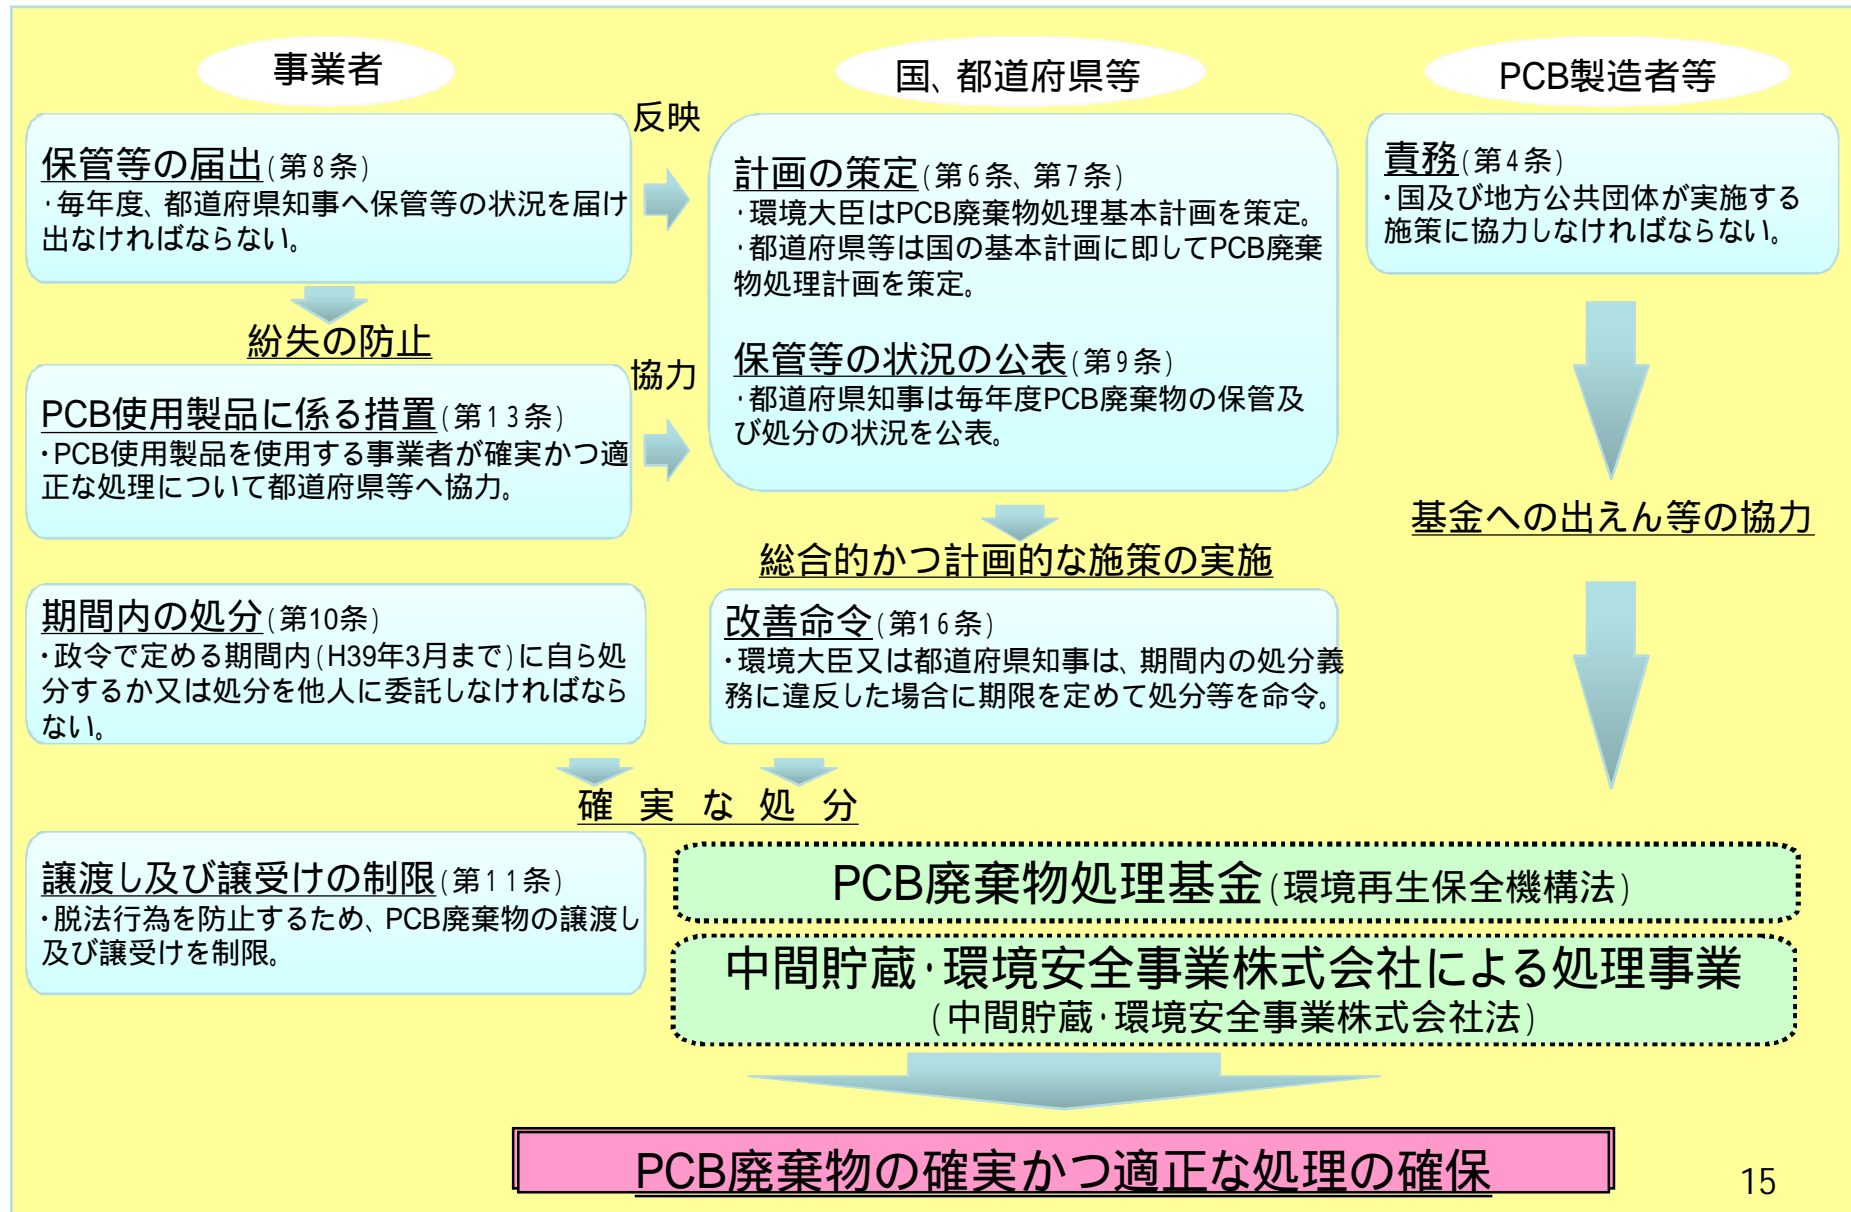 事業者
保管等の届出(第8条)
・毎年度、都道府県知事へ保管等の状況を届け
出なければならない。
紛失の防止
PCB使用製品に係る措置(第13条)
・PCB使用製品を使用する事業者が確実かつ適
正な処理について都道府県等へ協力。
期間内の処分(第10条)
・政令で定める期間内(H39年3月まで)に自ら処
分するか又は処分を他人に委託しなければなら
ない。
譲渡し及び譲受けの制限(第11条)
・脱法行為を防止するため、PCB廃棄物の譲渡し
及び譲受けを制限。
反映
協力
国、都道府県等
計画の策定(第6条、第7条)
・環境大臣はPCB廃棄物処理基本計画を策定。
・都道府県等は国の基本計画に即してPCB廃棄
物処理計画を策定。
保管等の状況の公表(第9条)
・都道府県知事は毎年度PCB廃棄物の保管及
び処分の状況を公表。
総合的かつ計画的な施策の実施
改善命令(第16条)
・環境大臣又は都道府県知事は、期間内の処分義
務に違反した場合に期限を定めて処分等を命令。
確実な処分
PCB製造者等
責務(第4条)
・国及び地方公共団体が実施する
施策に協力しなければならない。
基金への出えん等の協力
PCB廃棄物処理基金(環境再生保全機構法)
中間貯蔵・環境安全事業株式会社による処理事業
(中間貯蔵・環境安全事業株式会社法)
PCB廃棄物の確実かつ適正な処理の確保
15